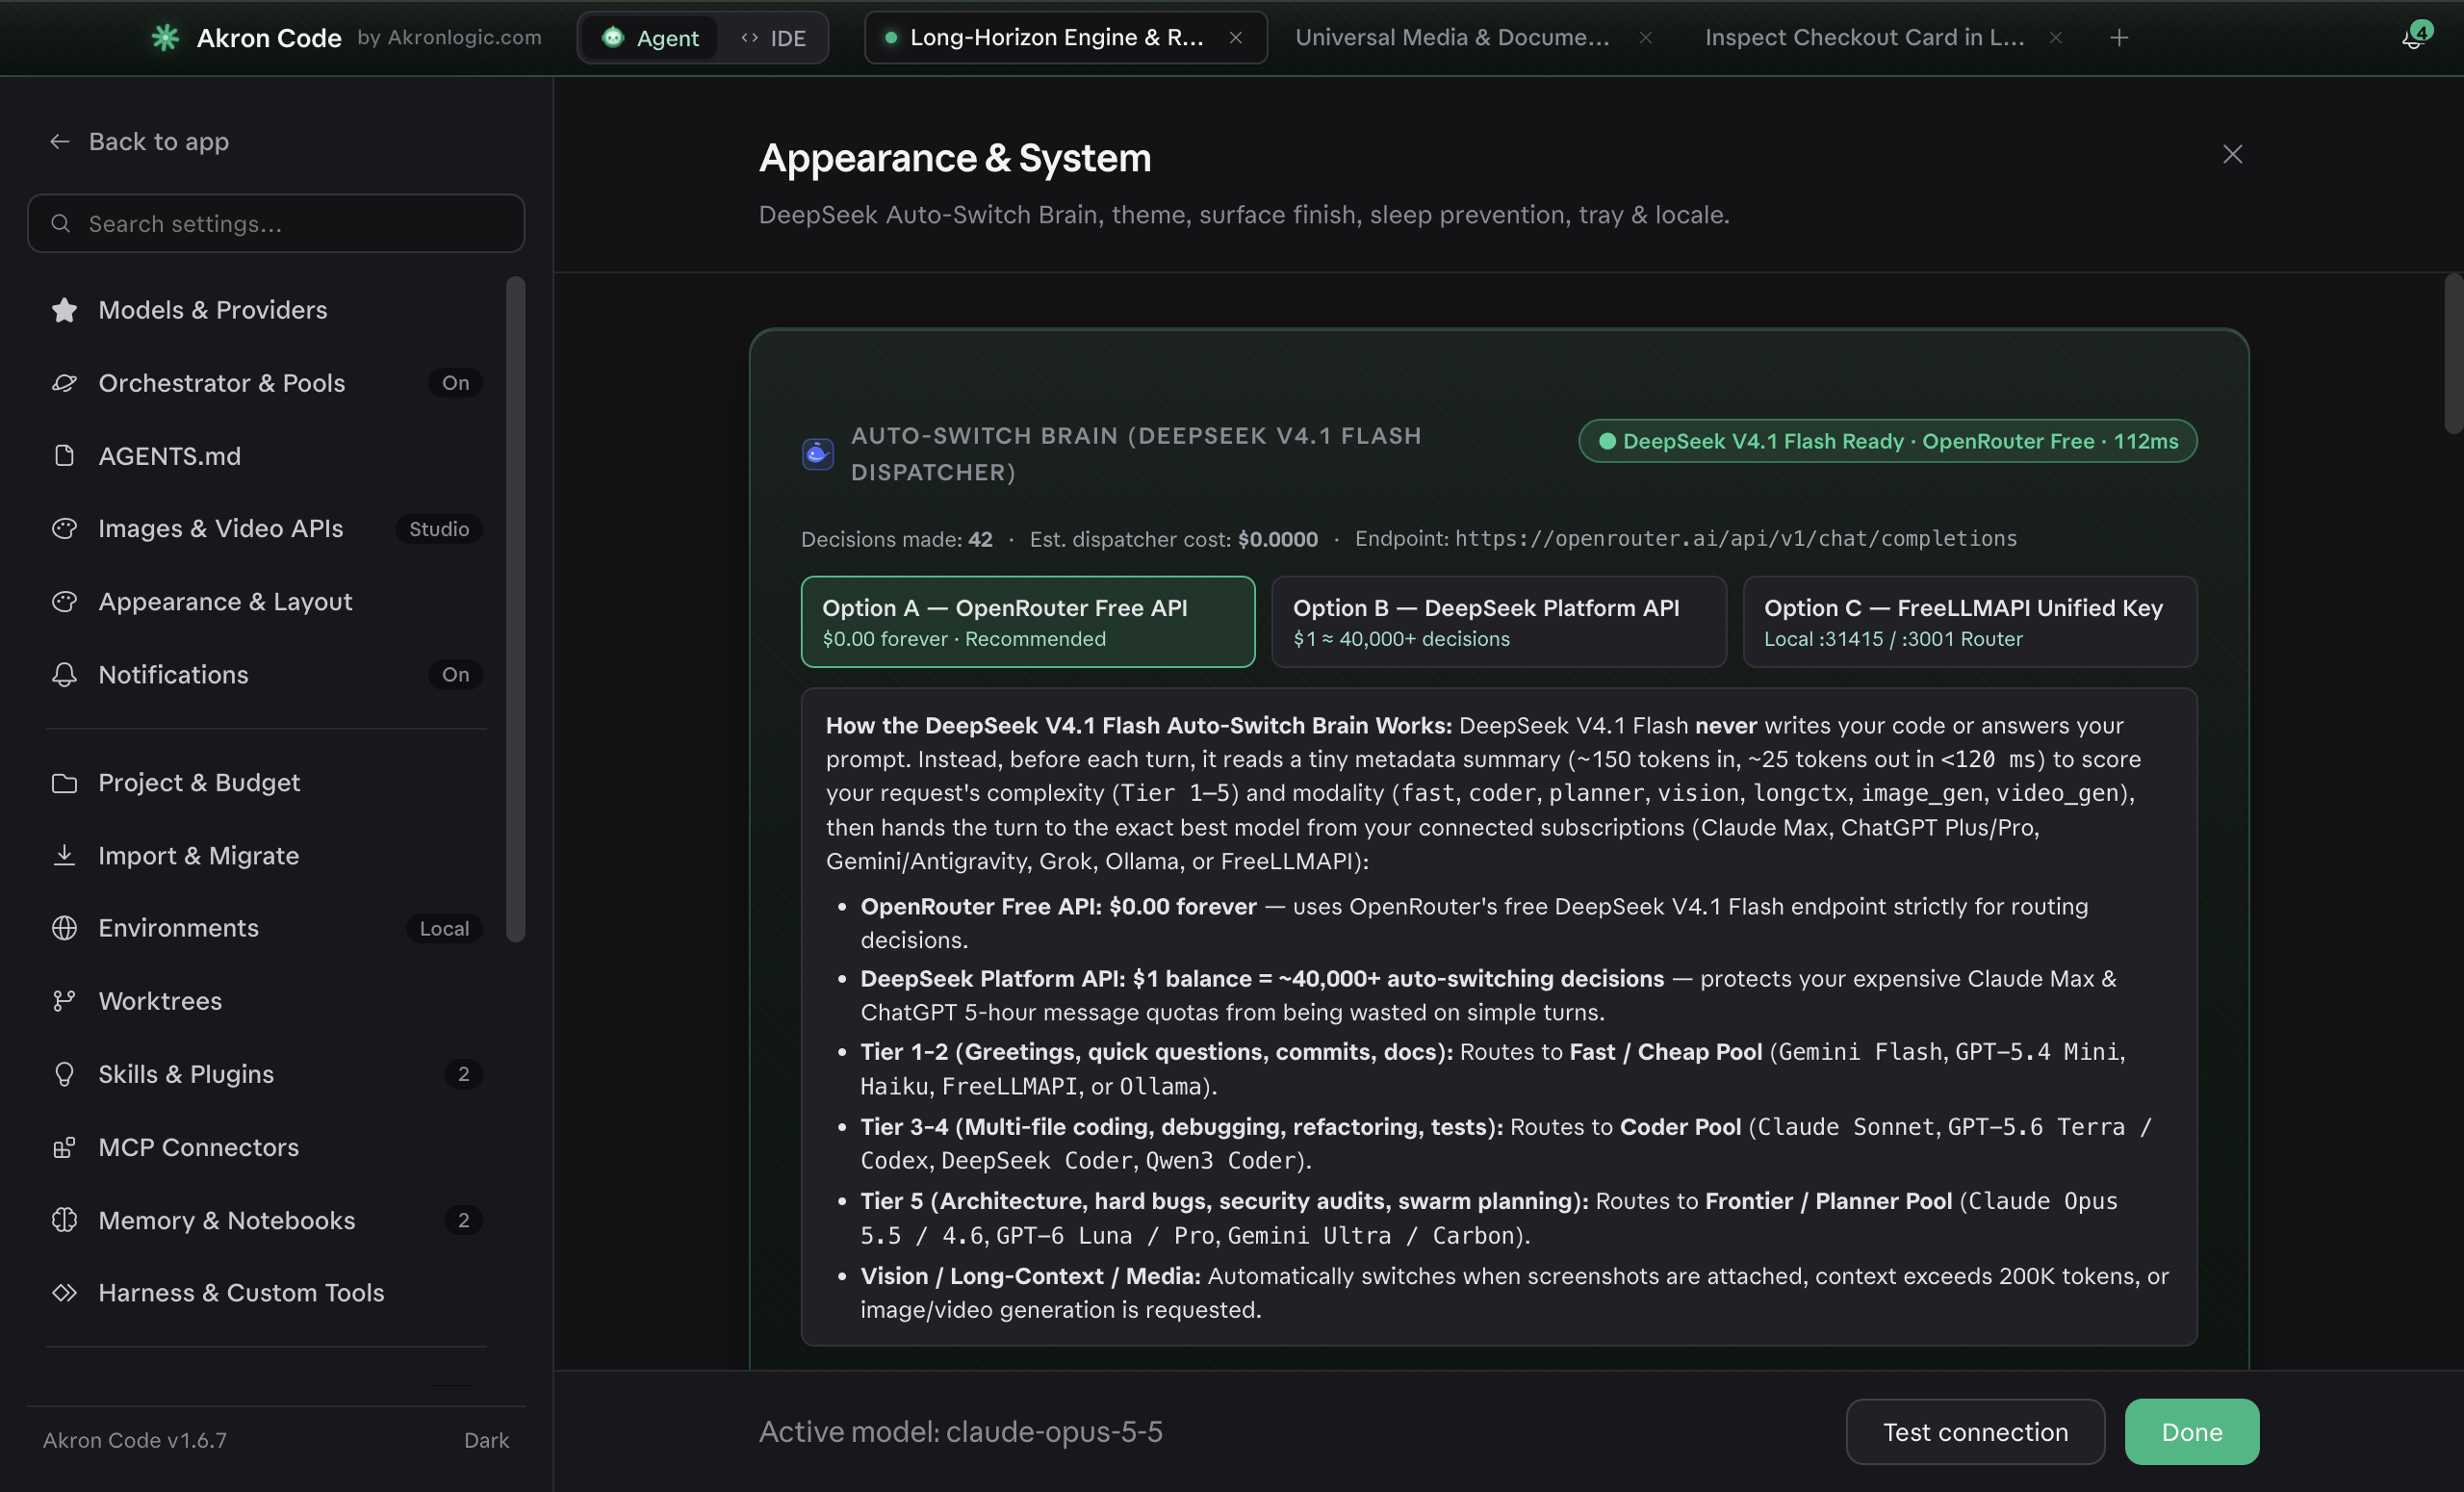 Akron Code by Akronlogic.com
Agent
IDE
Long-Horizon Engine & R...
Universal Media & Docume...
Inspect Checkout Card in L...
4
Back to app
Search settings...
Models & Providers
Orchestrator & Pools On
AGENTS.md
Images & Video APIs Studio
Appearance & Layout
Notifications On
Project & Budget
Import & Migrate
Environments Local
Worktrees
Skills & Plugins 2
MCP Connectors
Memory & Notebooks 2
Harness & Custom Tools
Akron Code v1.6.7 Dark
Appearance & System
DeepSeek Auto-Switch Brain, theme, surface finish, sleep prevention, tray & locale.
AUTO-SWITCH BRAIN (DEEPSEEK V4.1 FLASH
DISPATCHER)
DeepSeek V4.1 Flash Ready · OpenRouter Free · 112ms
Decisions made: 42 · Est. dispatcher cost: $0.0000 · Endpoint: https://openrouter.ai/api/v1/chat/completions
Option A — OpenRouter Free API
$0.00 forever · Recommended
Option B — DeepSeek Platform API
$1 ≈ 40,000+ decisions
Option C — FreeLLMAPI Unified Key
Local :31415 / :3001 Router
How the DeepSeek V4.1 Flash Auto-Switch Brain Works: DeepSeek V4.1 Flash never writes your code or answers your
prompt. Instead, before each turn, it reads a tiny metadata summary (~150 tokens in, ~25 tokens out in <120 ms) to score
your request's complexity (Tier 1–5) and modality (fast, coder, planner, vision, longctx, image_gen, video_gen),
then hands the turn to the exact best model from your connected subscriptions (Claude Max, ChatGPT Plus/Pro,
Gemini/Antigravity, Grok, Ollama, or FreeLLMAPI):
• OpenRouter Free API: $0.00 forever — uses OpenRouter's free DeepSeek V4.1 Flash endpoint strictly for routing
decisions.
• DeepSeek Platform API: $1 balance = ~40,000+ auto-switching decisions — protects your expensive Claude Max &
ChatGPT 5-hour message quotas from being wasted on simple turns.
• Tier 1-2 (Greetings, quick questions, commits, docs): Routes to Fast / Cheap Pool (Gemini Flash, GPT-5.4 Mini,
Haiku, FreeLLMAPI, or Ollama).
• Tier 3-4 (Multi-file coding, debugging, refactoring, tests): Routes to Coder Pool (Claude Sonnet, GPT-5.6 Terra /
Codex, DeepSeek Coder, Qwen3 Coder).
• Tier 5 (Architecture, hard bugs, security audits, swarm planning): Routes to Frontier / Planner Pool (Claude Opus
5.5 / 4.6, GPT-6 Luna / Pro, Gemini Ultra / Carbon).
• Vision / Long-Context / Media: Automatically switches when screenshots are attached, context exceeds 200K tokens, or
image/video generation is requested.
Active model: claude-opus-5-5
Test connection
Done